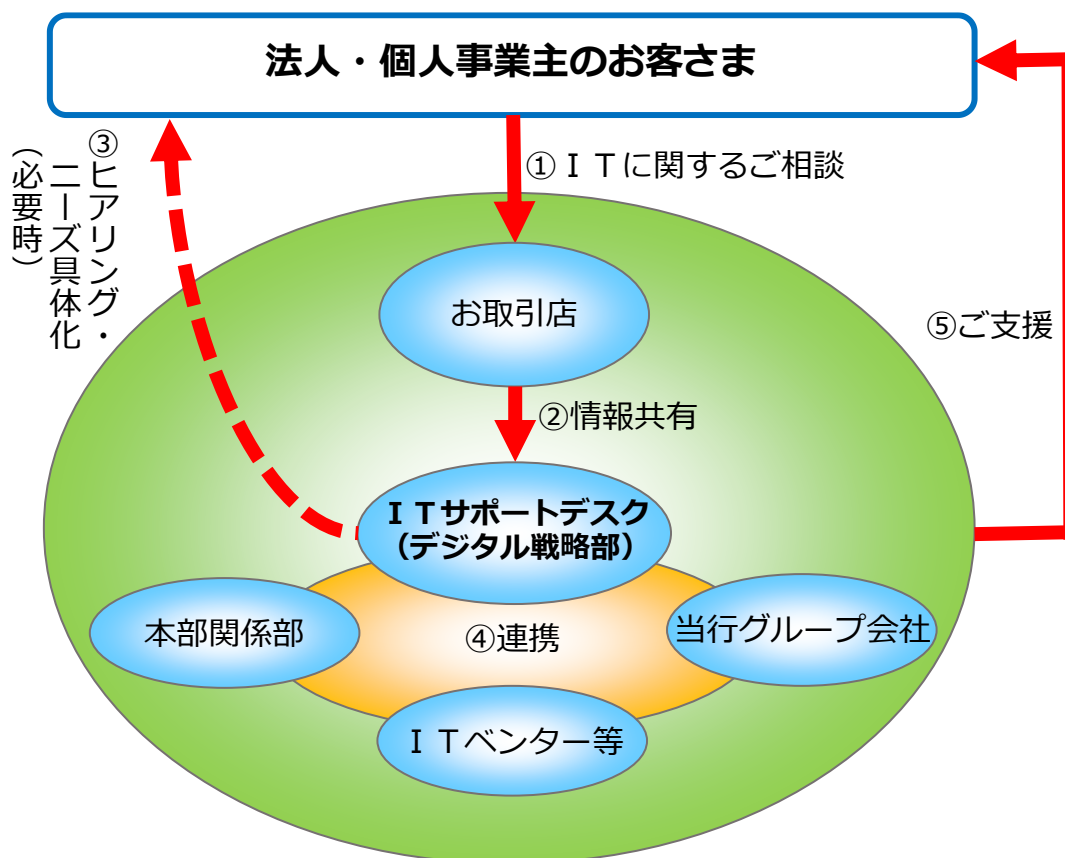 法人・個人事業主のお客さま
①ＩＴに関するご相談
③ヒアリング・
ニーズ具体化
（必要時）
お取引店
⑤ご支援
②情報共有
ＩＴサポートデスク
（デジタル戦略部）
本部関係部
④連携
当行グループ会社
ＩＴベンター等